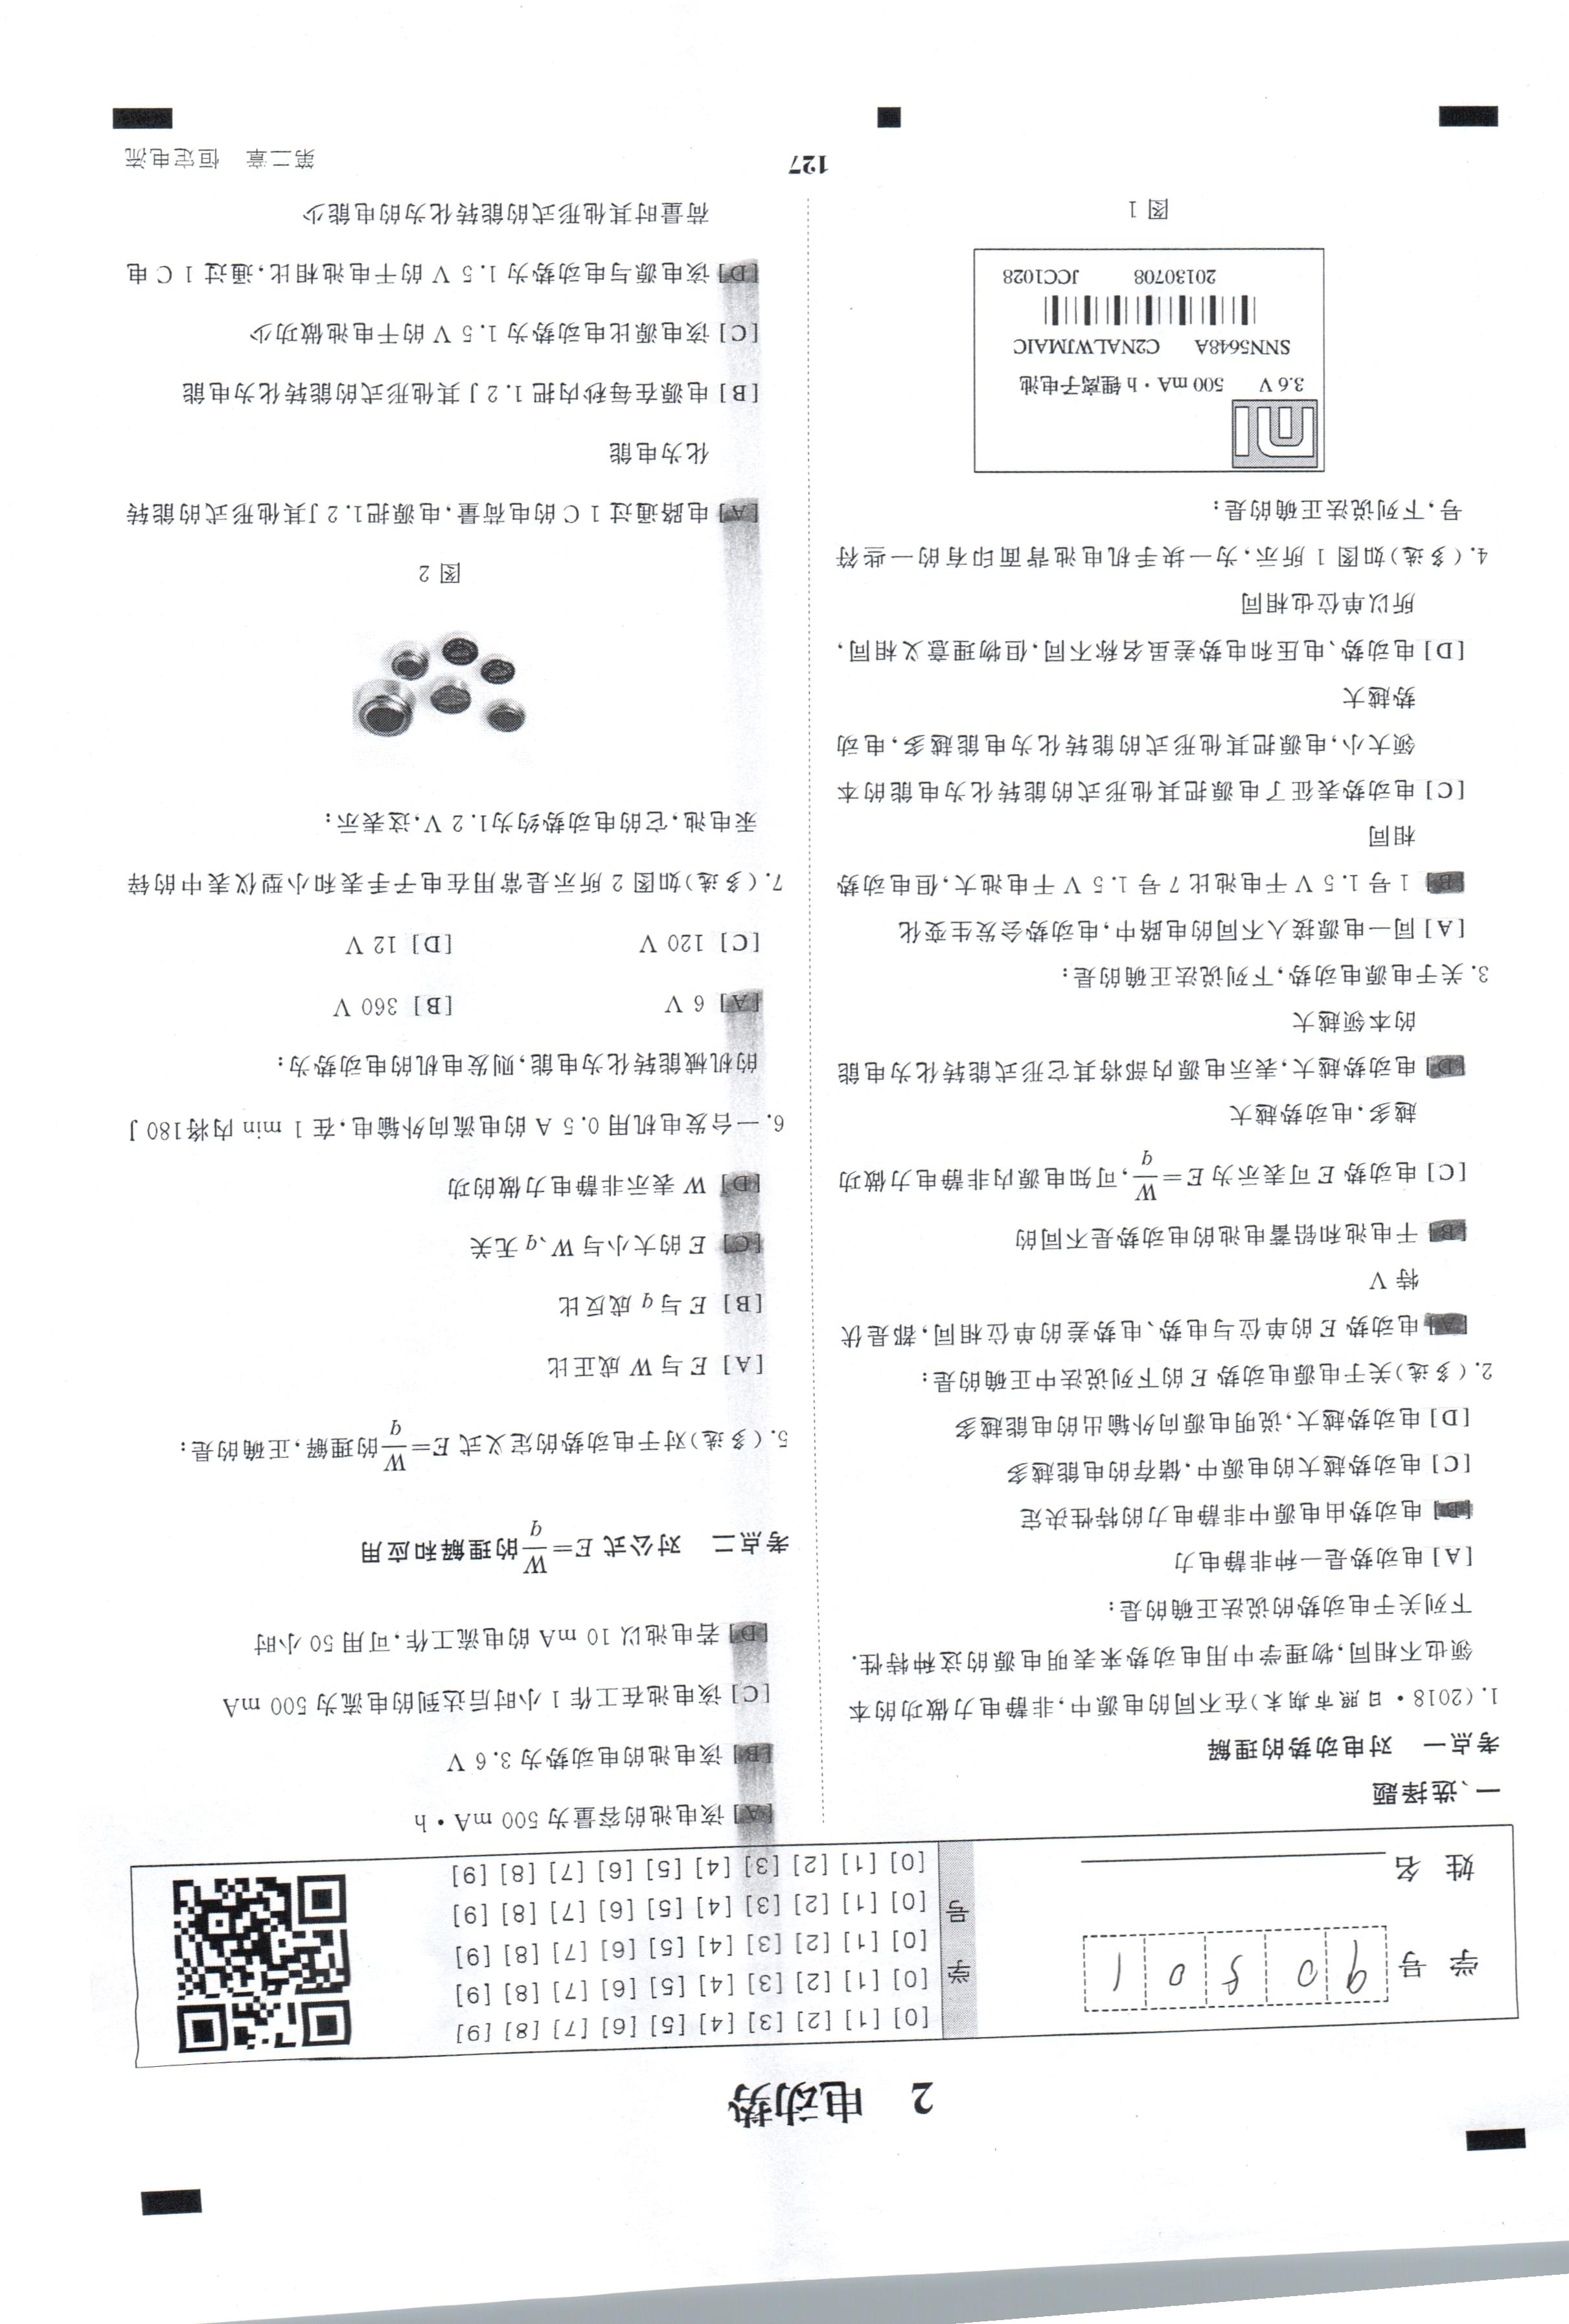 2 电动势
学 号 90801
姓 名
学 号
[0] [1] [2] [3] [4] [5] [6] [7] [8] [9]
[0] [1] [2] [3] [4] [5] [6] [7] [8] [9]
[0] [1] [2] [3] [4] [5] [6] [7] [8] [9]
[0] [1] [2] [3] [4] [5] [6] [7] [8] [9]
[0] [1] [2] [3] [4] [5] [6] [7] [8] [9]
一、选择题
考点一 对电动势的理解
1.(2018·日照市期末)在不同的电源中,非静电力做功的本
领也不相同,物理学中用电动势来表明电源的这种特性.
下列关于电动势的说法正确的是:
[A] 电动势是一种非静电力
[B] 电动势由电源中非静电力的特性决定
[C] 电动势越大的电源中,储存的电能越多
[D] 电动势越大,说明电源向外输出的电能越多
2.(多选)关于电源电动势 E 的下列说法中正确的是:
[A] 电动势 E 的单位与电势、电势差的单位相同,都是伏
特 V
[B] 干电池和铅蓄电池的电动势是不同的
[C] 电动势 E 可表示为 E=W/q,可知电源内非静电力做功
越多,电动势越大
[D] 电动势越大,表示电源内部将其它形式能转化为电能
的本领越大
3.关于电源电动势,下列说法正确的是:
[A] 同一电源接入不同的电路中,电动势会发生变化
[B] 1 号 1.5 V 干电池比 7 号 1.5 V 干电池大,但电动势
相同
[C] 电动势表征了电源把其他形式的能转化为电能的本
领大小,电源把其他形式的能转化为电能越多,电动
势越大
[D] 电动势、电压和电势差虽名称不同,但物理意义相同,
所以单位也相同
4.(多选)如图 1 所示,为一块手机电池背面印有的一些符
号,下列说法正确的是:
3.6 V 500 mA·h 锂离子电池
SNN5648A C2NALWJMAIC
20130708 JCC1028
图 1
[A] 该电池的容量为 500 mA·h
[B] 该电池的电动势为 3.6 V
[C] 该电池在工作 1 小时后达到的电流为 500 mA
[D] 若电池以 10 mA 的电流工作,可用 50 小时
考点二 对公式 E=W/q的理解和应用
5.(多选)对于电动势的定义式 E=W/q的理解,正确的是:
[A] E 与 W 成正比
[B] E 与 q 成反比
[C] E 的大小与 W、q 无关
[D] W 表示非静电力做的功
6.一台发电机用 0.5 A 的电流向外输电,在 1 min 内将180 J
的机械能转化为电能,则发电机的电动势为:
[A] 6 V [B] 360 V
[C] 120 V [D] 12 V
7.(多选)如图 2 所示是常用在电子手表和小型仪表中的锌
汞电池,它的电动势约为1.2 V,这表示:
图 2
[A] 电路通过 1 C 的电荷量,电源把1.2 J其他形式的能转
化为电能
[B] 电源在每秒内把 1.2 J 其他形式的能转化为电能
[C] 该电源比电动势为 1.5 V 的干电池做功少
[D] 该电源与电动势为 1.5 V 的干电池相比,通过 1 C 电
荷量时其他形式的能转化为的电能少
127
第二章 恒定电流